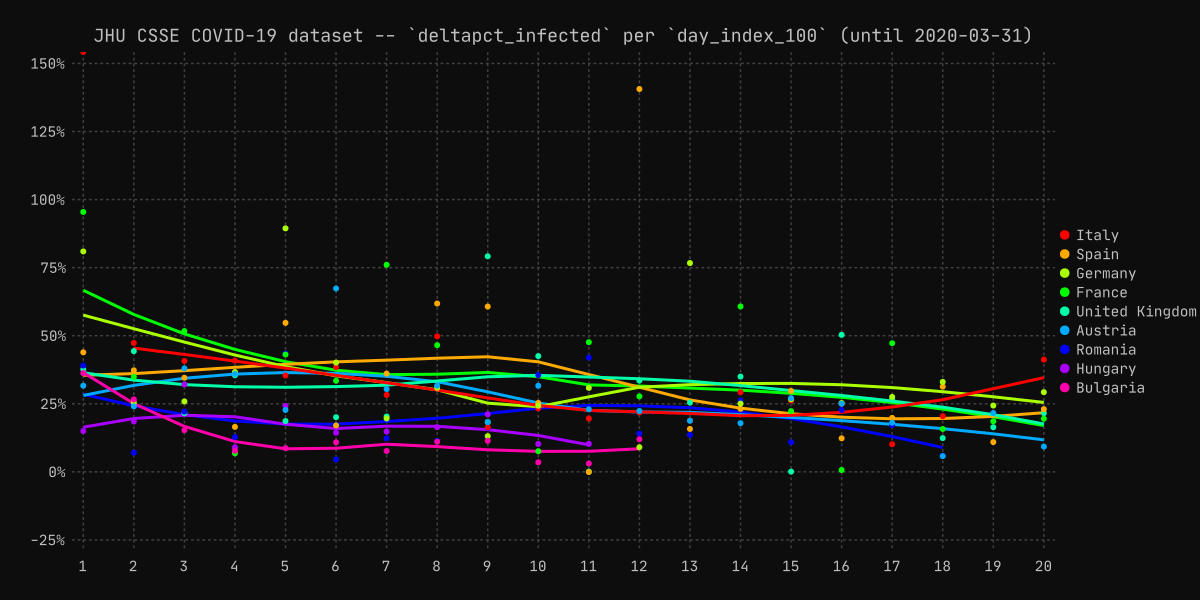 JHU CSSE COVID-19 dataset -- `deltapct_infected` per `day_index_100` (until 2020-03-31)
150%
125%
100%
75%
50%
25%
0%
-25%
1 2 3 4 5 6 7 8 9 10 11 12 13 14 15 16 17 18 19 20
Italy
Spain
Germany
France
United Kingdom
Austria
Romania
Hungary
Bulgaria